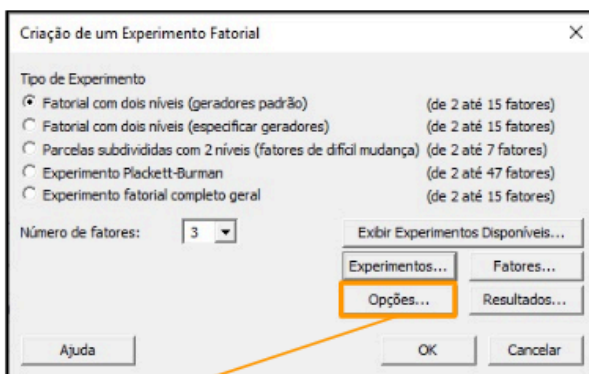 Criação de um Experimento Fatorial
Tipo de Experimento
Fatorial com dois níveis (geradores padrão) (de 2 até 15 fatores)
Fatorial com dois níveis (especificar geradores) (de 2 até 15 fatores)
Parcelas subdivididas com 2 níveis (fatores de difícil mudança) (de 2 até 7 fatores)
Experimento Plackett-Burman (de 2 até 47 fatores)
Experimento fatorial completo geral (de 2 até 15 fatores)
Número de fatores: 3 Exibir Experimentos Disponíveis...
Experimentos... Fatores...
Opções... Resultados...
Ajuda OK Cancelar